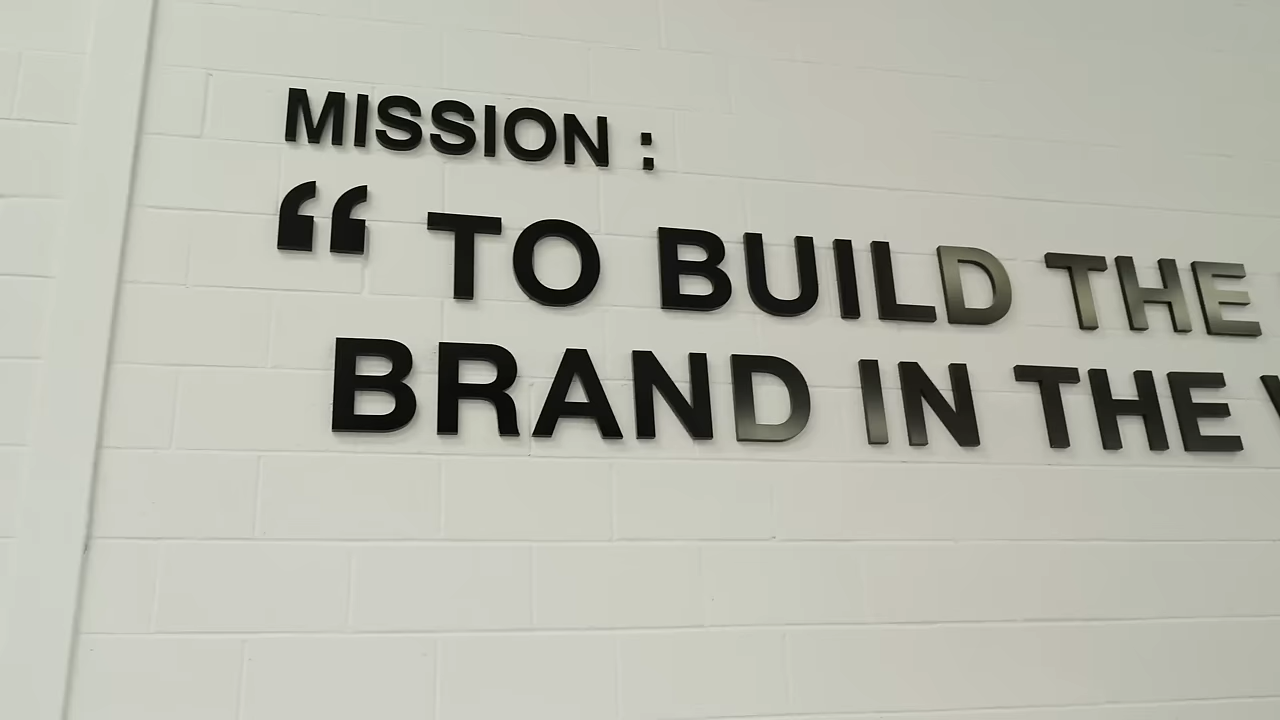 MISSION :
“ TO BUILD THE
BRAND IN THE